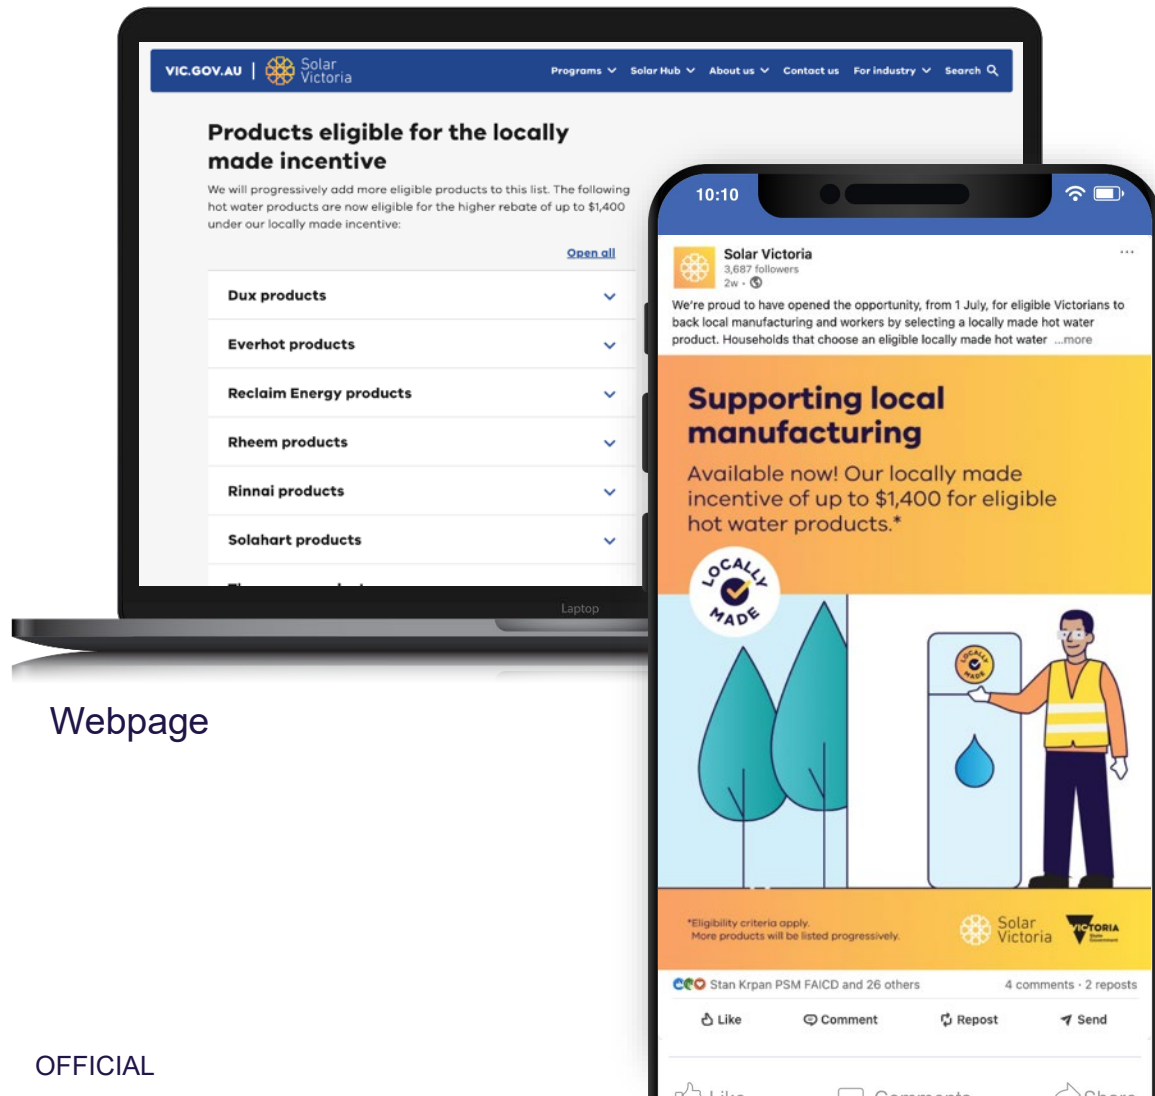 VIC.GOV.AU | Solar Victoria
Programs Solar Hub About us Contact us For industry Search
Products eligible for the locally
made incentive
We will progressively add more eligible products to this list. The following
hot water products are now eligible for the higher rebate of up to $1,400
under our locally made incentive:
Open all
Dux products
Everhot products
Reclaim Energy products
Rheem products
Rinnai products
Solahart products
Laptop
Webpage
OFFICIAL
10:10
Solar Victoria
3,687 followers
2w •
We're proud to have opened the opportunity, from 1 July, for eligible Victorians to
back local manufacturing and workers by selecting a locally made hot water
product. Households that choose an eligible locally made hot water ...more
Supporting local
manufacturing
Available now! Our locally made
incentive of up to $1,400 for eligible
hot water products.*
LOCALLY
MADE
LOCALLY
MADE
*Eligibility criteria apply.
More products will be listed progressively.
Solar
Victoria
VICTORIA
State
Government
Stan Krpan PSM FAICD and 26 others
4 comments · 2 reposts
Like Comment Repost Send
Like Comments Share